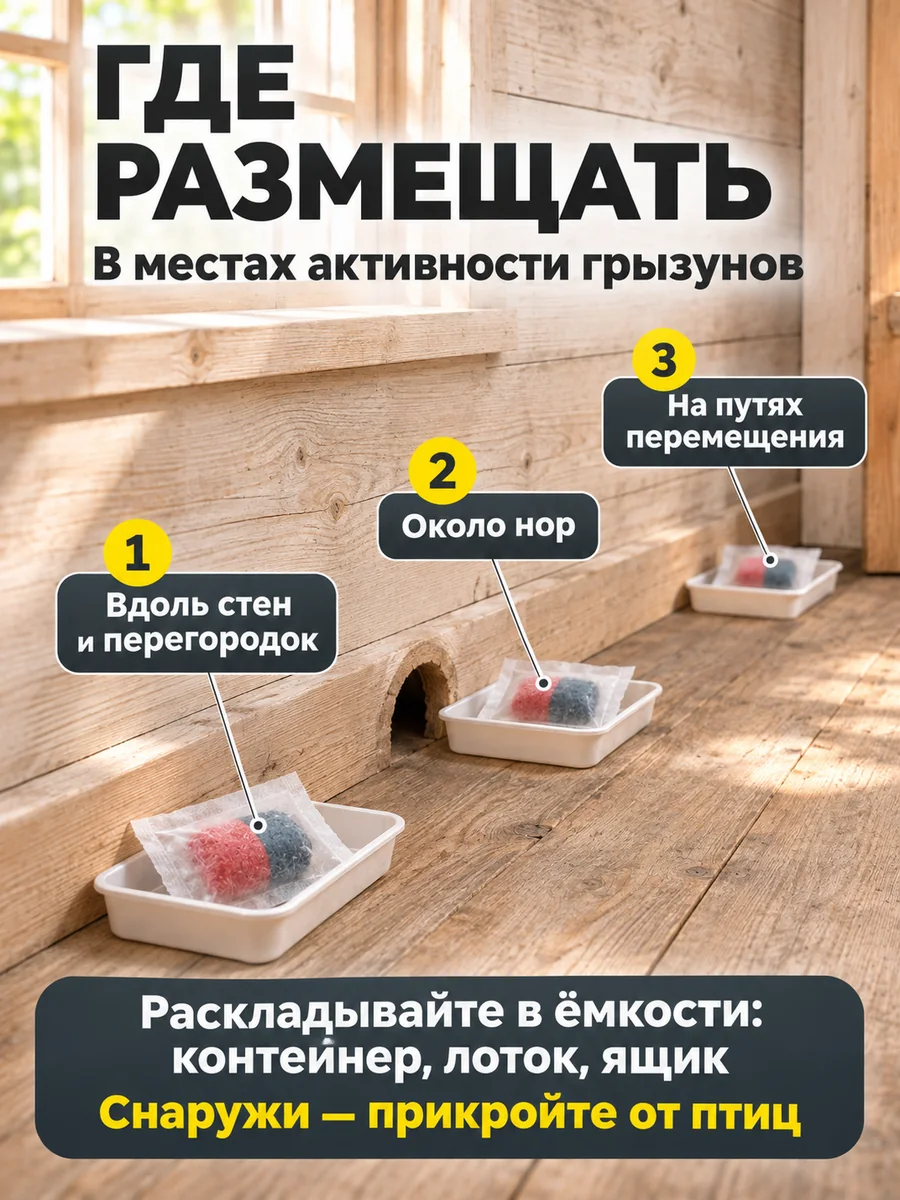 ГДЕ
РАЗМЕЩАТЬ
В местах активности грызунов
3
На путях
перемещения
2
Около нор
1
Вдоль стен
и перегородок
Раскладывайте в ёмкости:
контейнер, лоток, ящик
Снаружи — прикройте от птиц